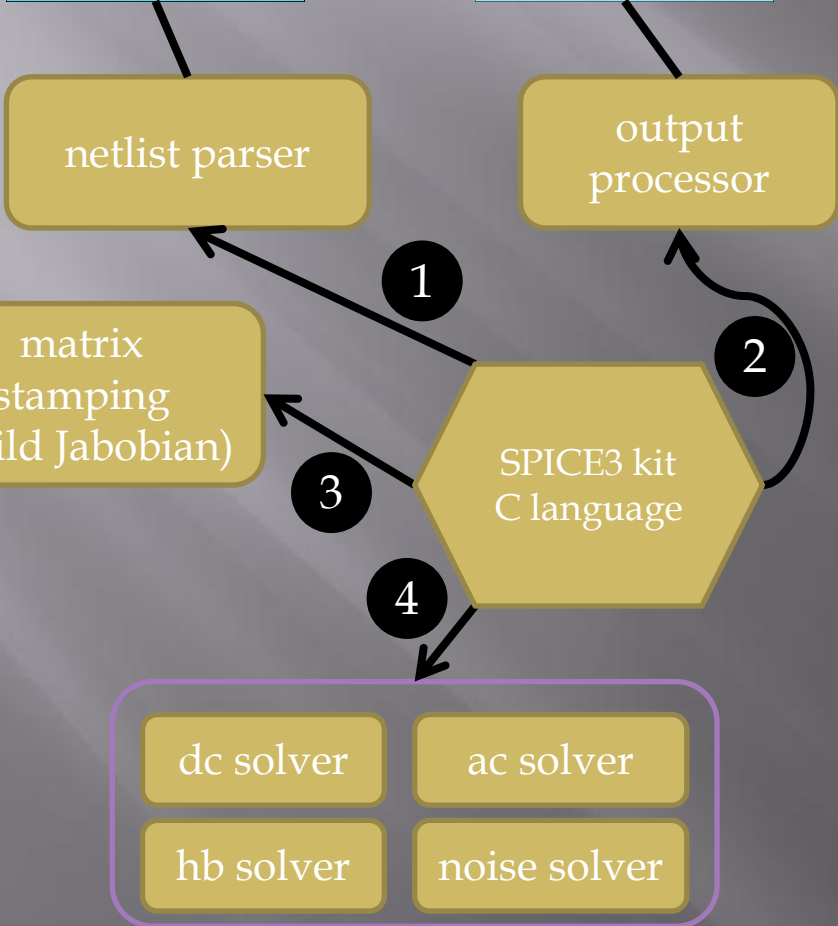 netlist parser
output
processor
1
2
matrix
stamping
Jabobian)
SPICE3 kit
C language
3
4
dc solver
ac solver
hb solver
noise solver